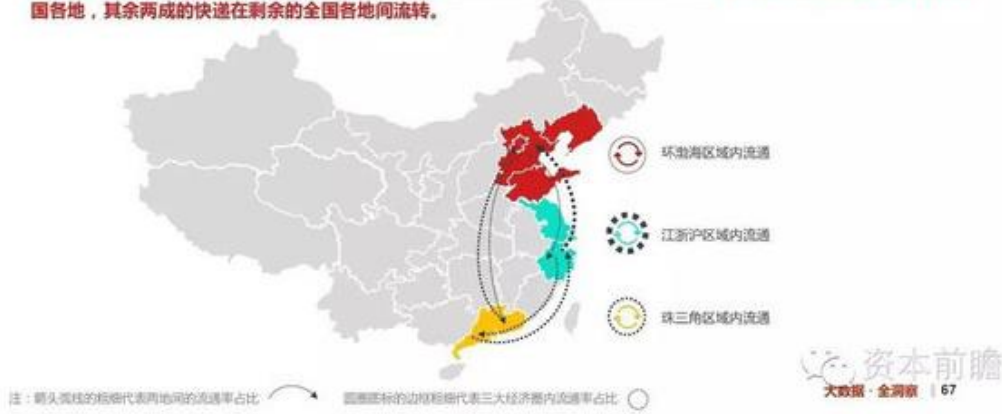 国各地，其余两成的快递在剩余的全国各地间流转。
环渤海区域内流通
江浙沪区域内流通
珠三角区域内流通
资本前瞻
大数据·全洞察 | 67
注：箭头弧线的粗细代表两地间的流通率占比
圆圈图标的边框粗细代表三大经济圈内流通率占比